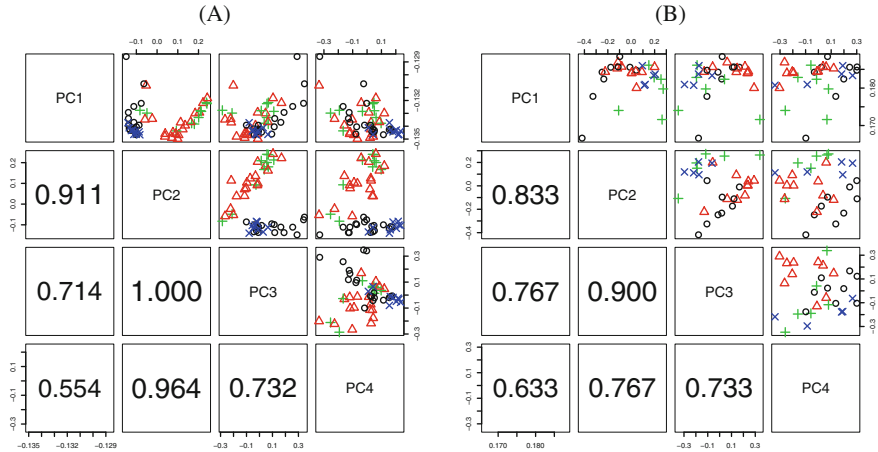 (A) (B)
−0.1 0.1 0.2 −0.3 −0.1 0.1 0.3 −0.4 −0.2 0.0 0.2 −0.3 −0.1 0.1 0.3
PC1 −0.135 −0.132 −0.129 PC1 0.170 0.180
−0.1 0.0 0.1 0.2 0.911 PC2 −0.4 −0.2 0.0 0.2 0.833 PC2
0.714 1.000 PC3 −0.3 −0.1 0.1 0.3 0.767 0.900 PC3 −0.3 −0.1 0.1 0.3
−0.3 −0.1 0.1 0.2 0.554 0.964 0.732 PC4 −0.3 −0.1 0.1 0.3 0.633 0.767 0.733 PC4
−0.135 −0.132 −0.129 −0.3 −0.1 0.1 0.3 0.170 0.180 −0.3 −0.1 0.1 0.3